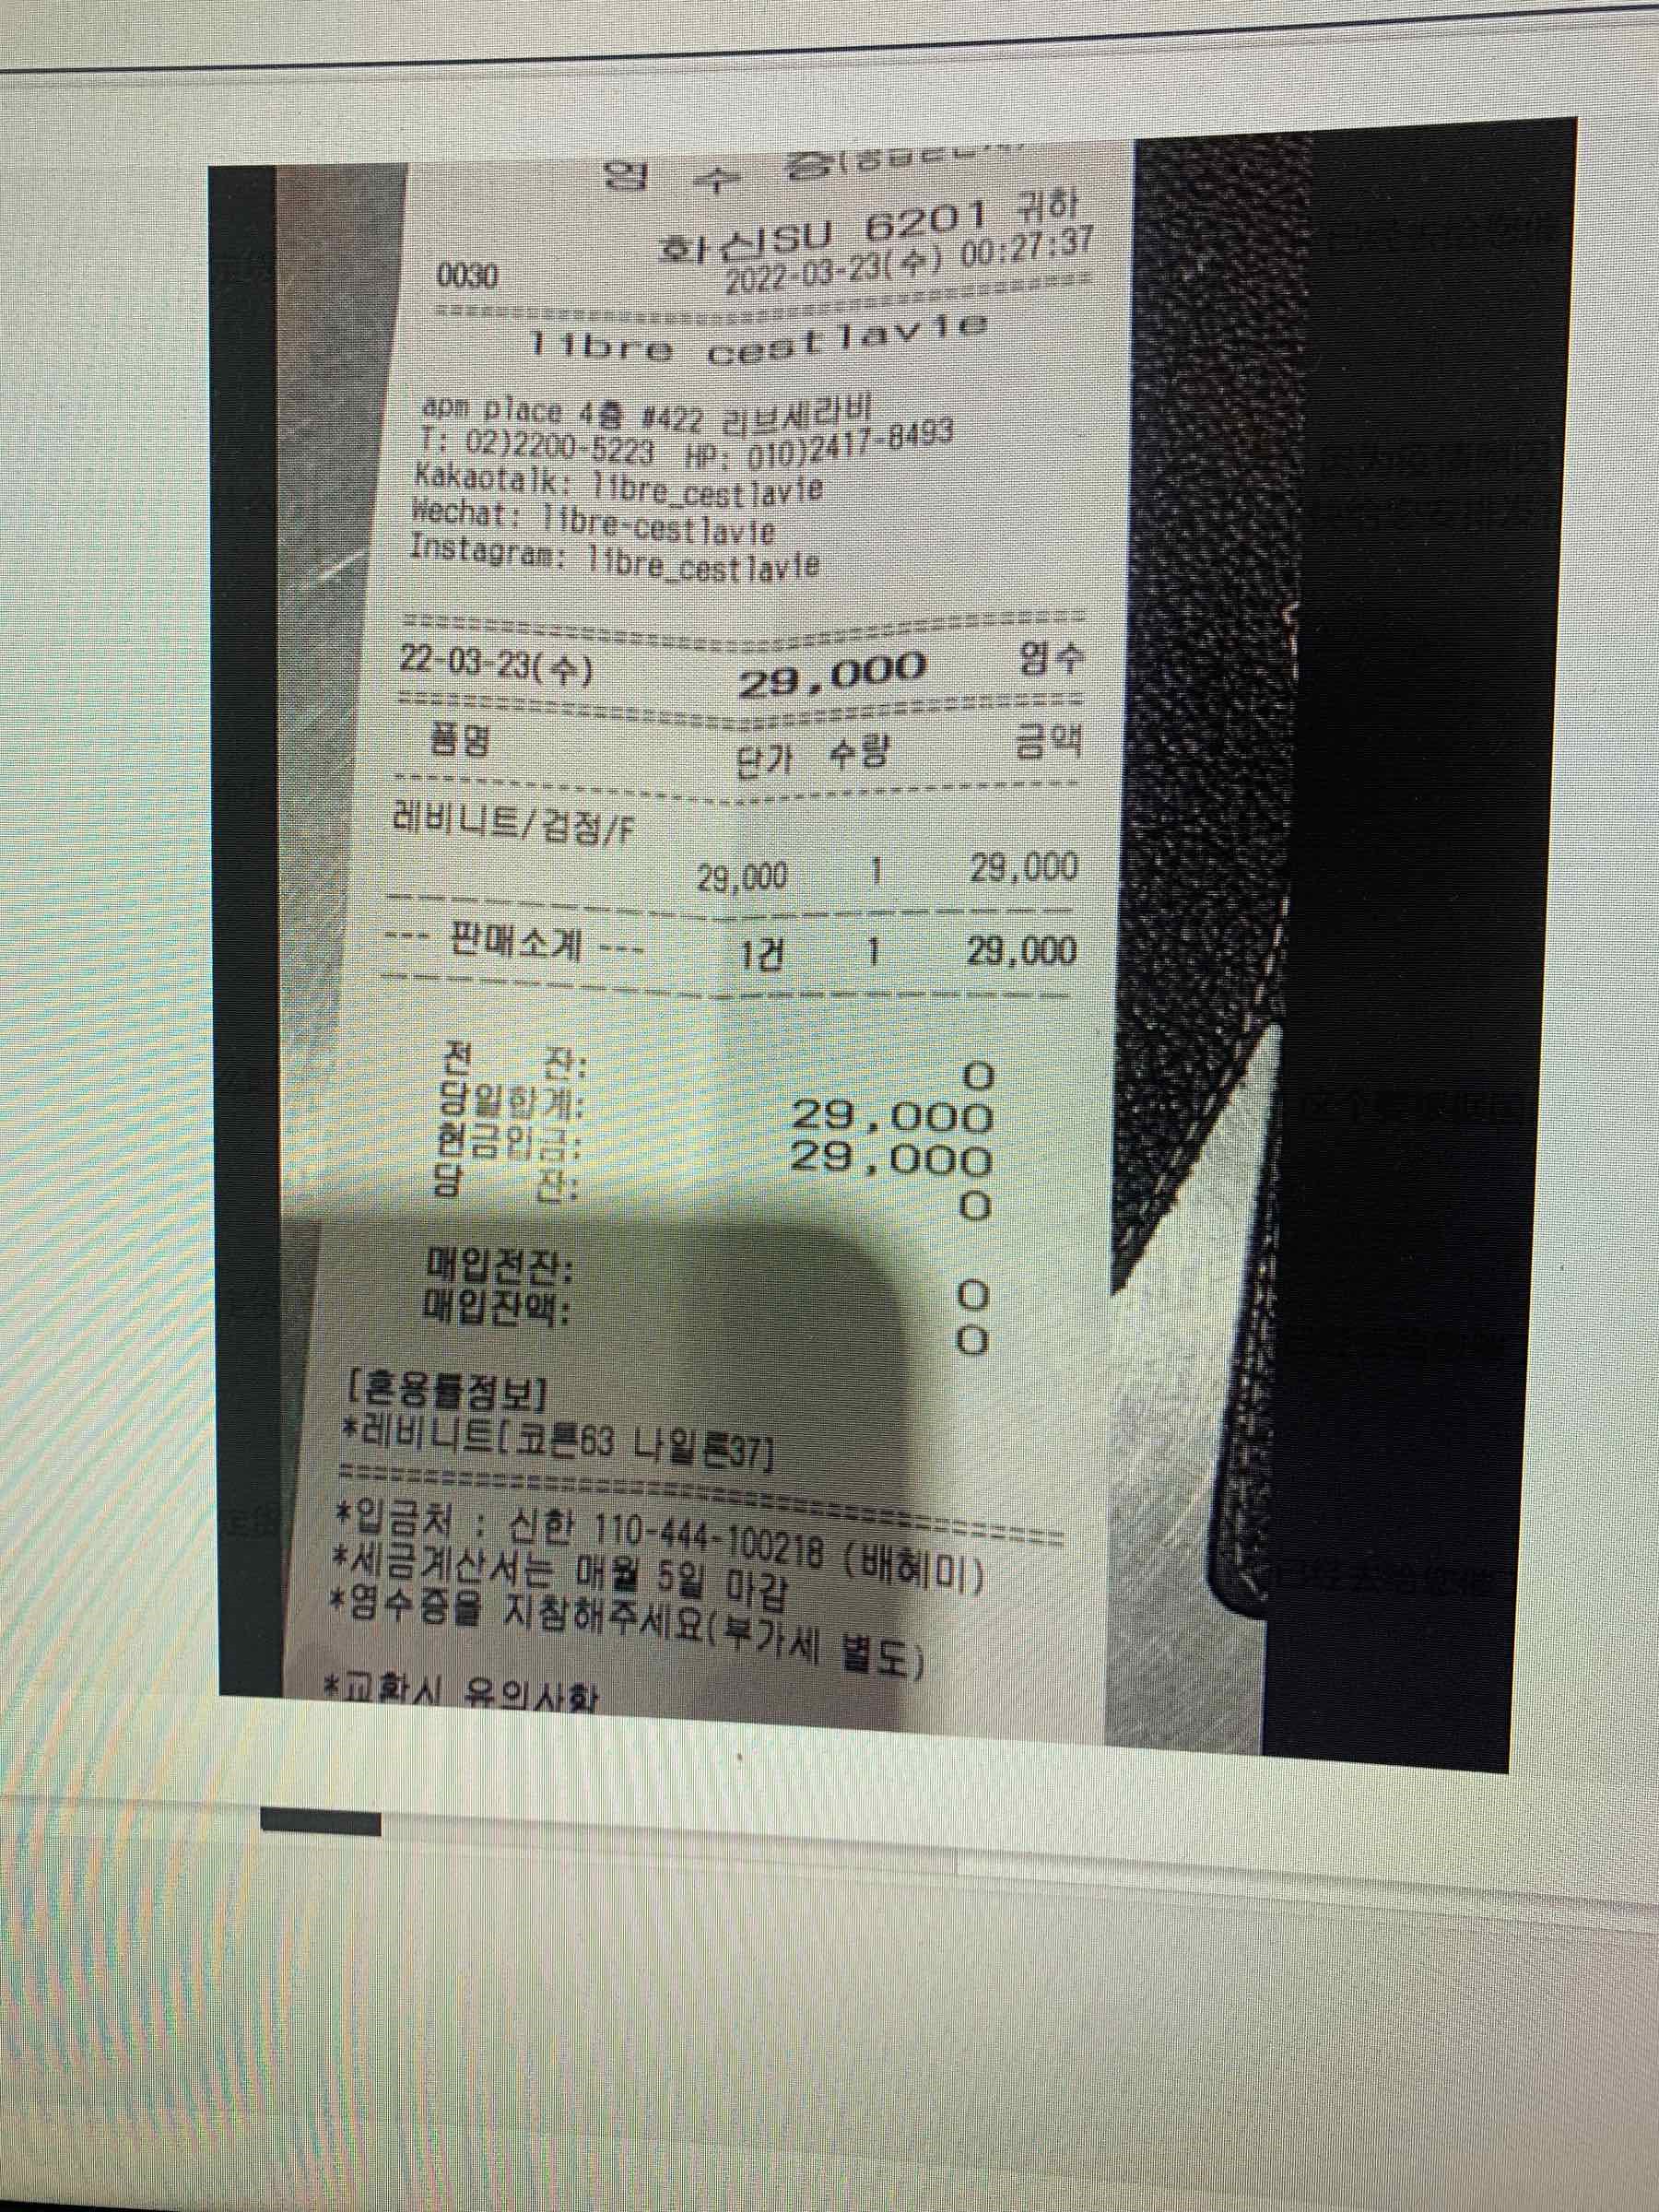 영 수 증(공급받는자)
화신SU 6201 귀하
0030 2022-03-23(수) 00:27:37
libre cestlavie
apm place 4층 #422 리브세라비
T: 02)2200-5223 HP: 010)2417-8493
Kakaotalk: libre_cestlavie
Wechat: libre-cestlavie
Instagram: libre_cestlavie
22-03-23(수) 29,000 영수
품명 단가 수량 금액
레비니트/검정/F
29,000 1 29,000
--- 판매소계 --- 1건 1 29,000
전 잔: 0
당일합계: 29,000
현금입금: 29,000
당 잔: 0
매입전잔: 0
매입잔액: 0
[혼용률정보]
*레비니트[코튼63 나일론37]
*입금처 : 신한 110-444-100218 (배혜미)
*세금계산서는 매월 5일 마감
*영수증을 지참해주세요(부가세 별도)
*교환시 유의사항